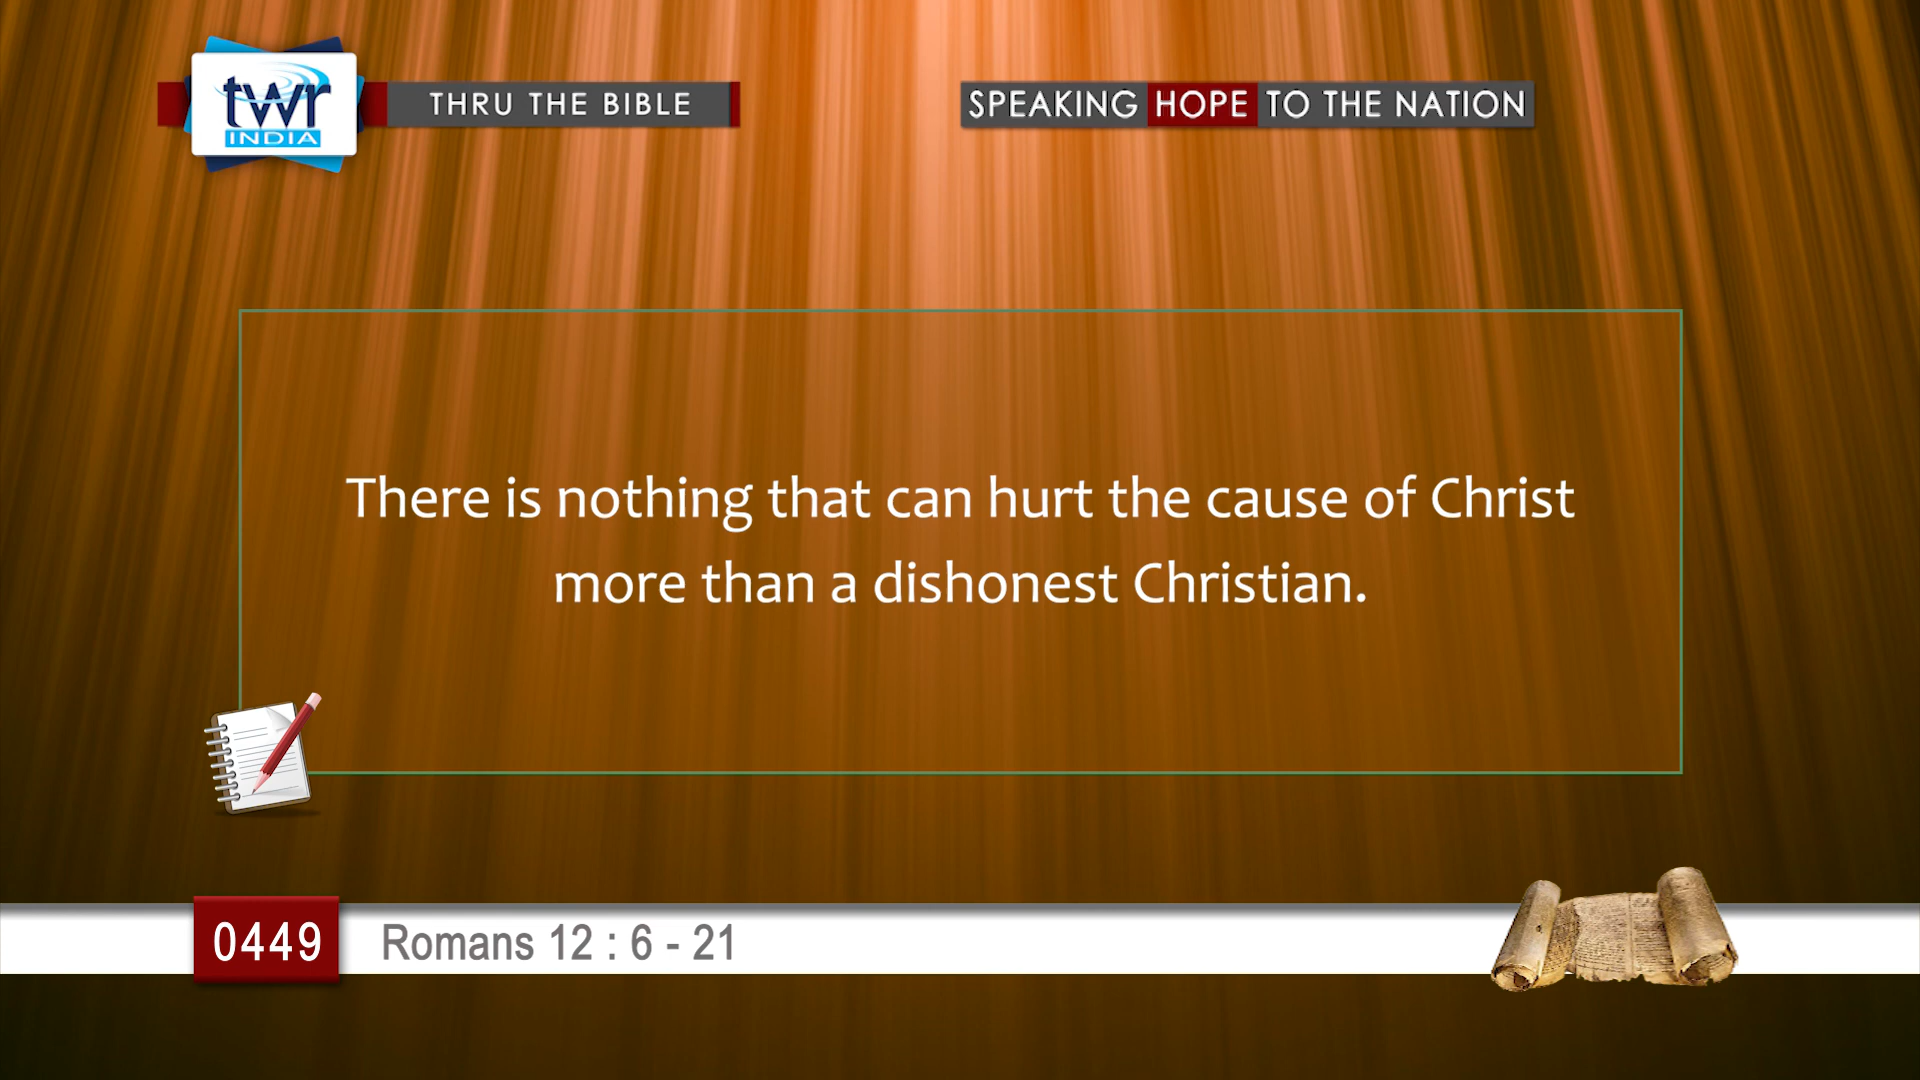 twr
INDIA
THRU THE BIBLE
SPEAKING HOPE TO THE NATION
There is nothing that can hurt the cause of Christ
more than a dishonest Christian.
0449
Romans 12 : 6 - 21